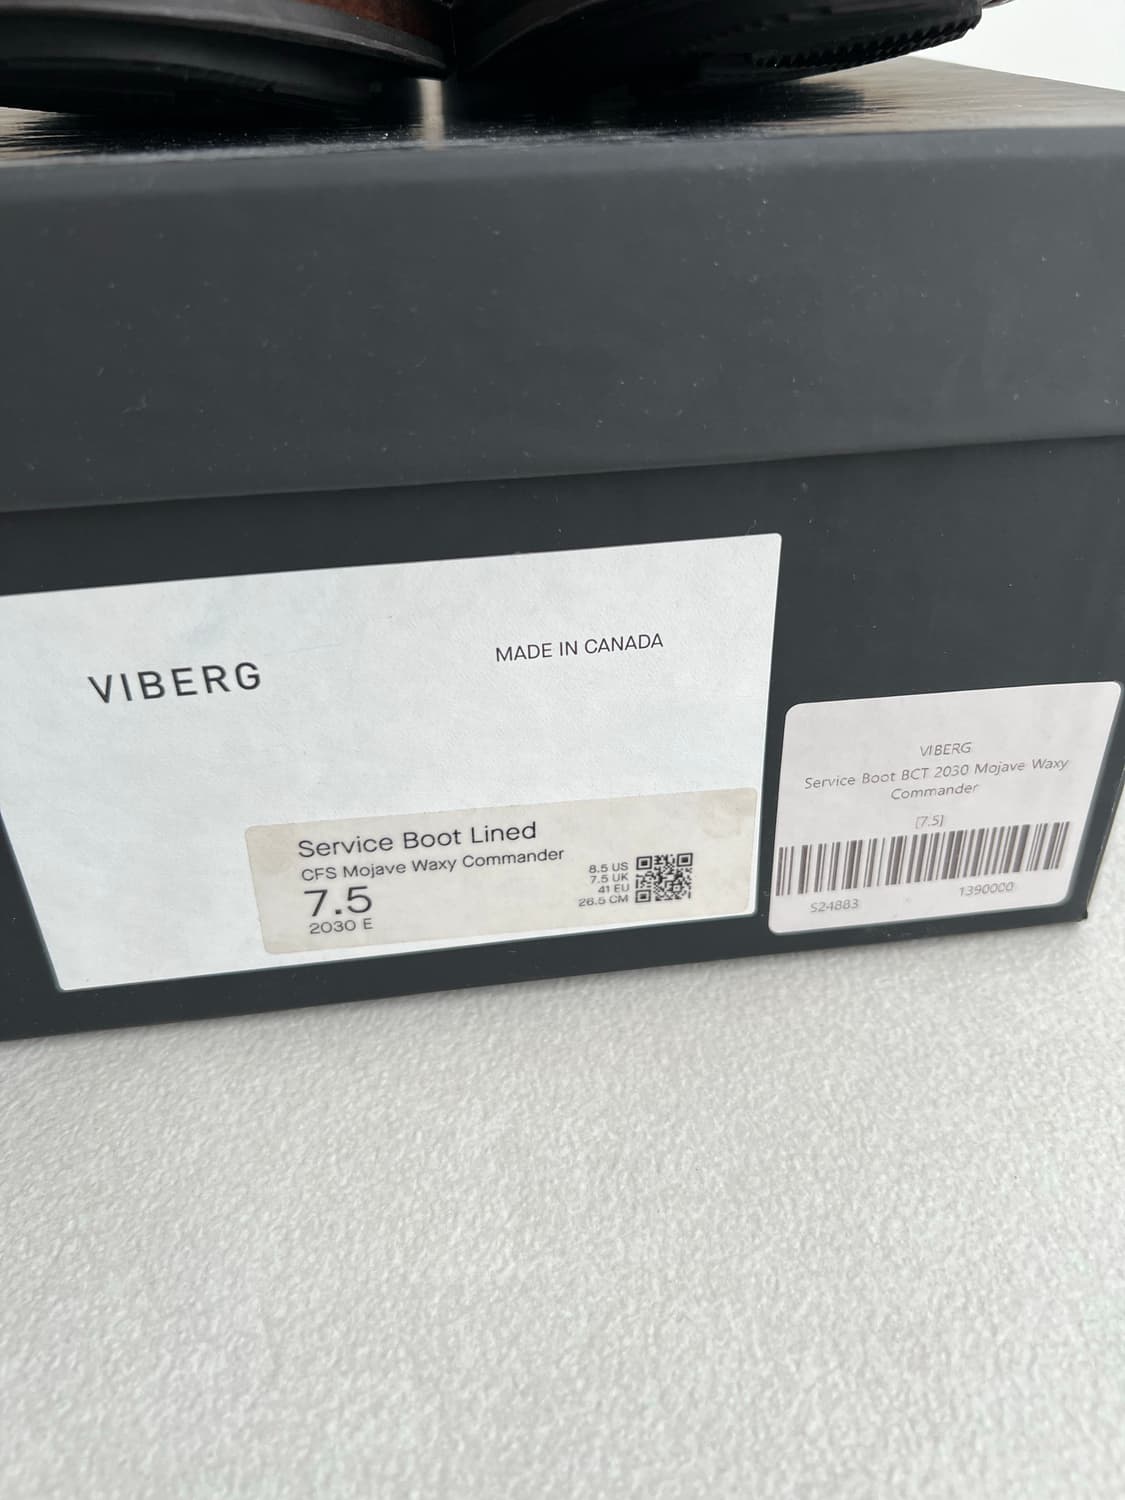 VIBERG
MADE IN CANADA
Service Boot Lined
CFS Mojave Waxy Commander
7.5
2030 E
8.5 US
7.5 UK
41 EU
26.5 CM
VIBERG
Service Boot BCT 2030 Mojave Waxy
Commander
[7.5]
S24883
1390000